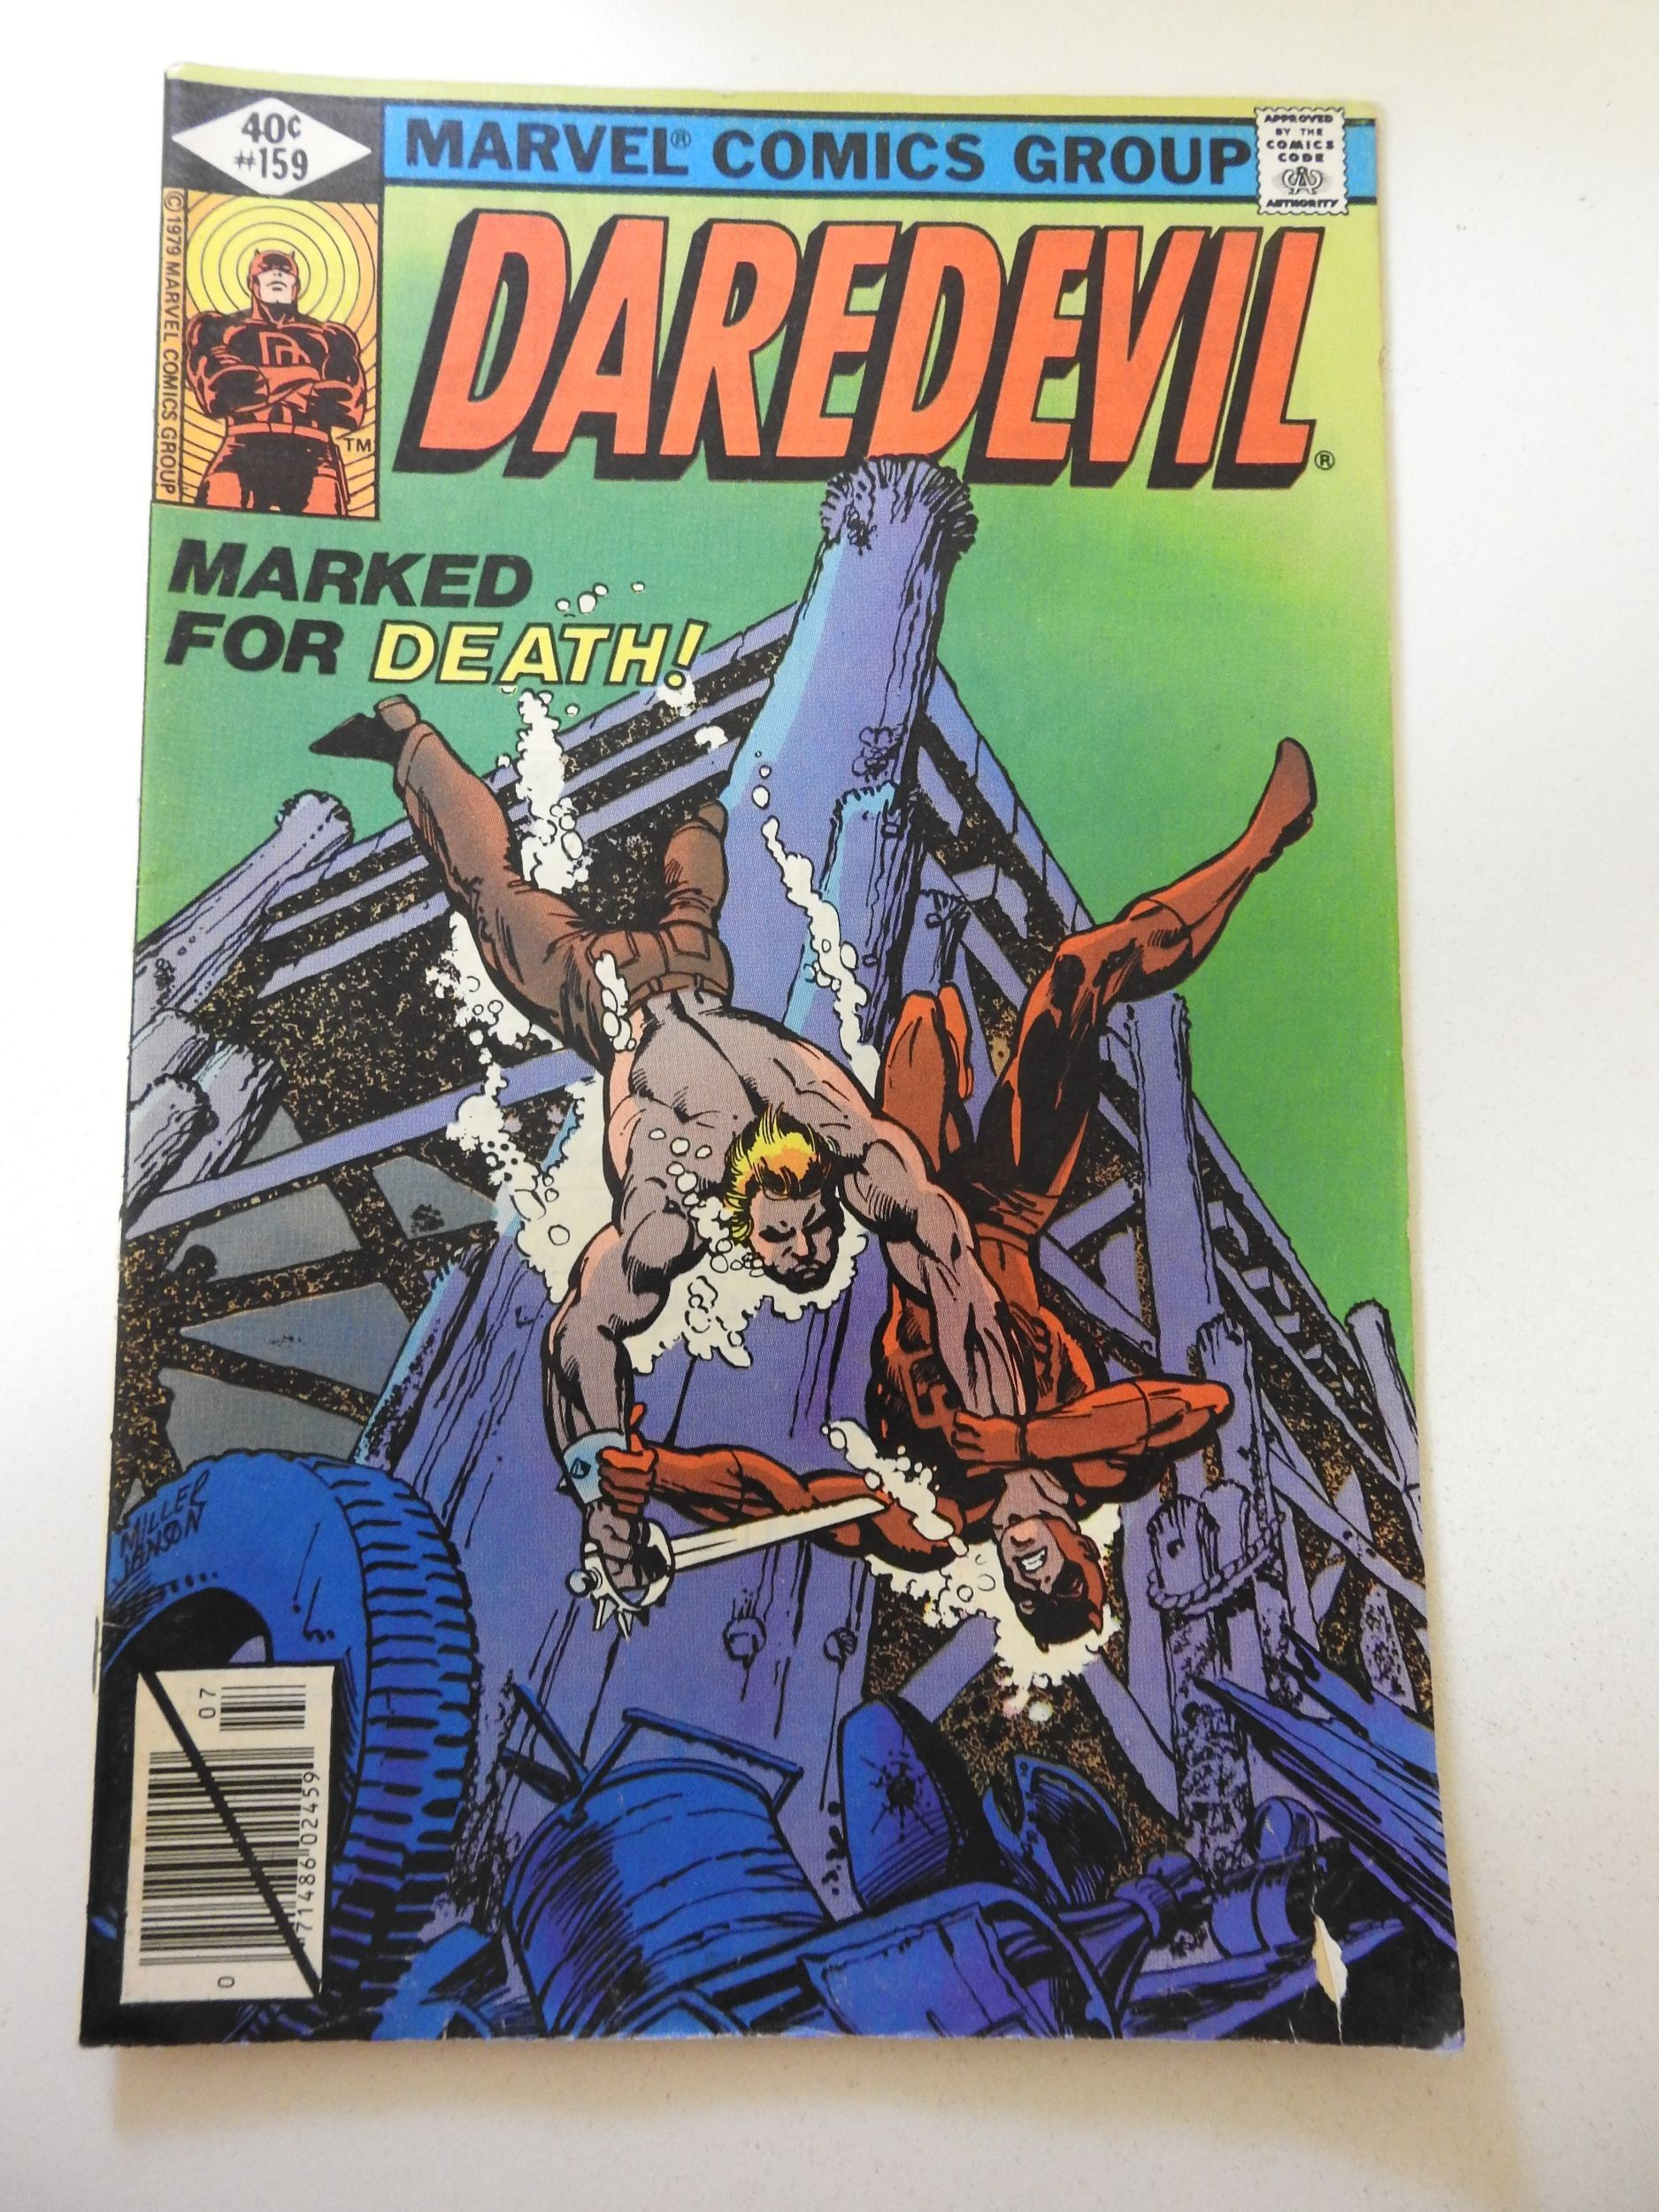 40¢
#159
MARVEL® COMICS GROUP
APPROVED
BY THE
COMICS
CODE
AUTHORITY
©1979 MARVEL COMICS GROUP
DD
TM
DAREDEVIL®
MARKED
FOR DEATH!
MILLER
JANSON
07
71486 02459
0